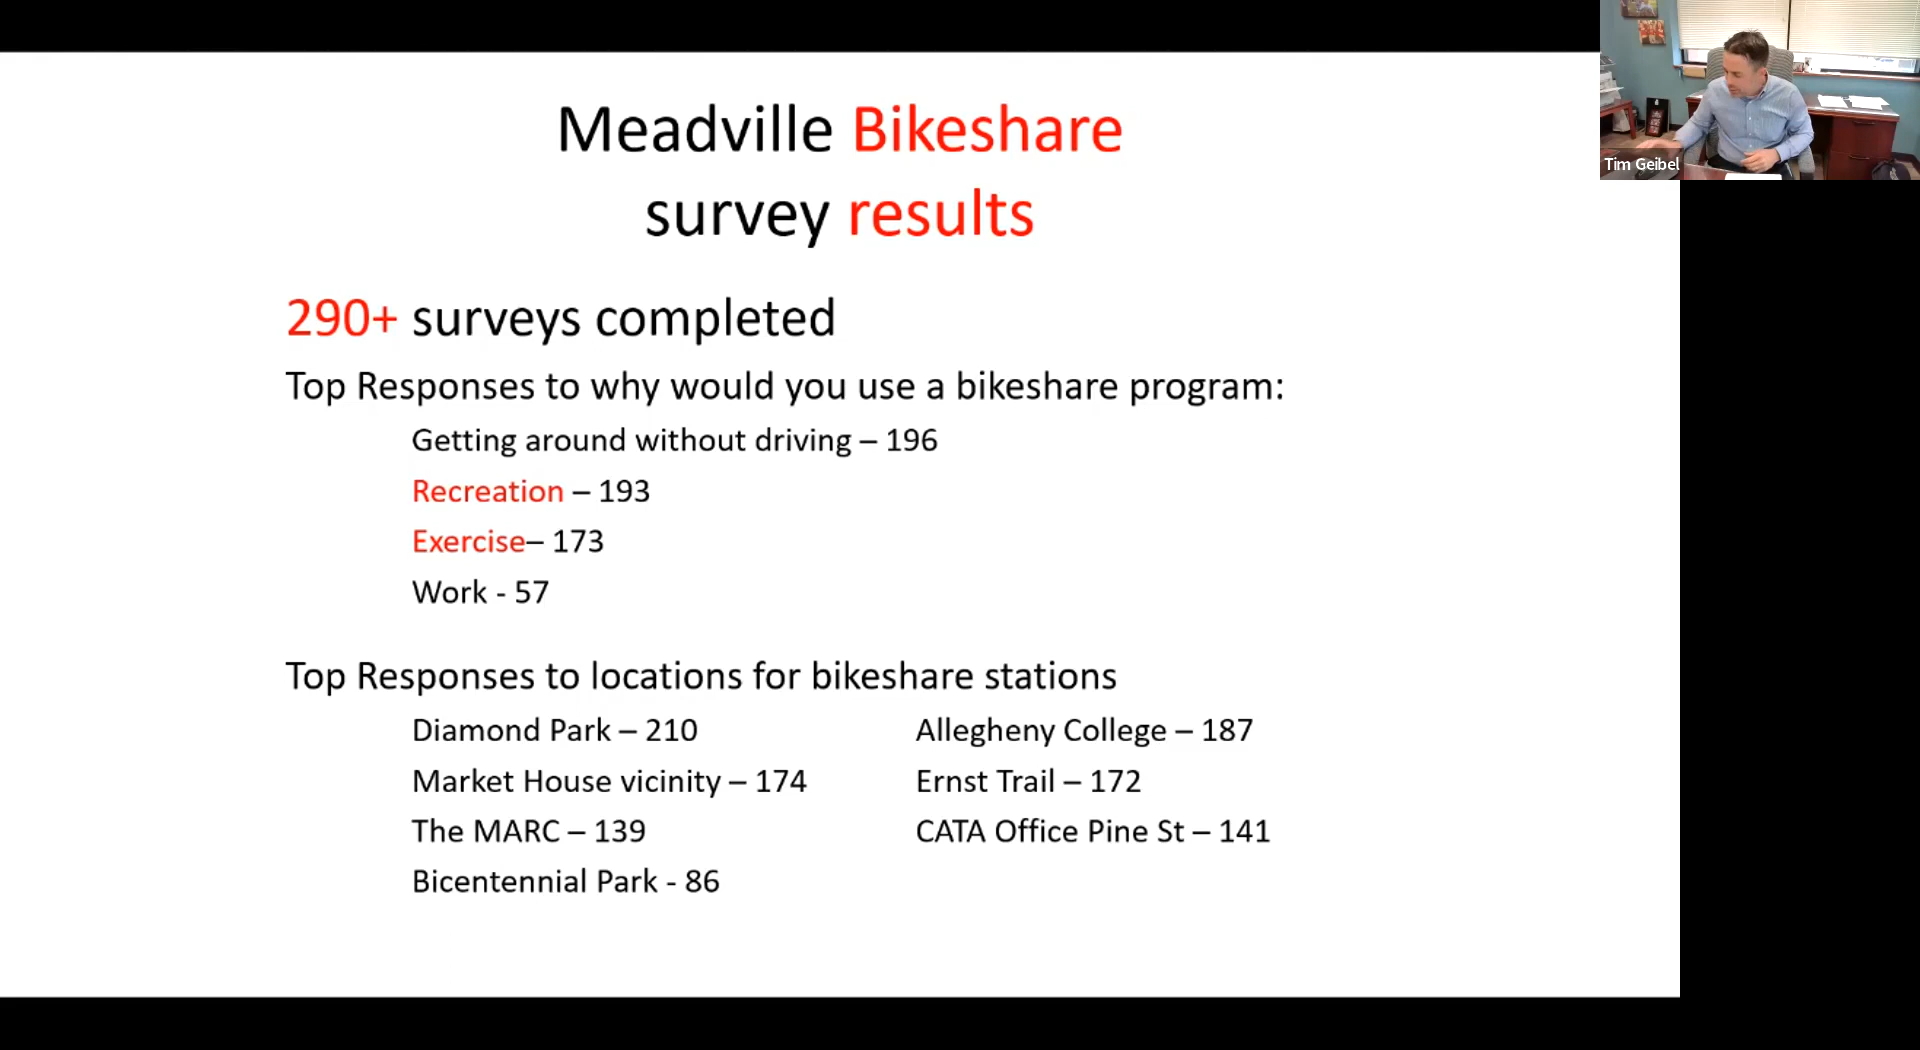 Meadville Bikeshare
survey results
290+ surveys completed
Top Responses to why would you use a bikeshare program:
Getting around without driving – 196
Recreation – 193
Exercise– 173
Work - 57
Top Responses to locations for bikeshare stations
Diamond Park – 210
Allegheny College – 187
Market House vicinity – 174
Ernst Trail – 172
The MARC – 139
CATA Office Pine St – 141
Bicentennial Park - 86
Tim Geibel